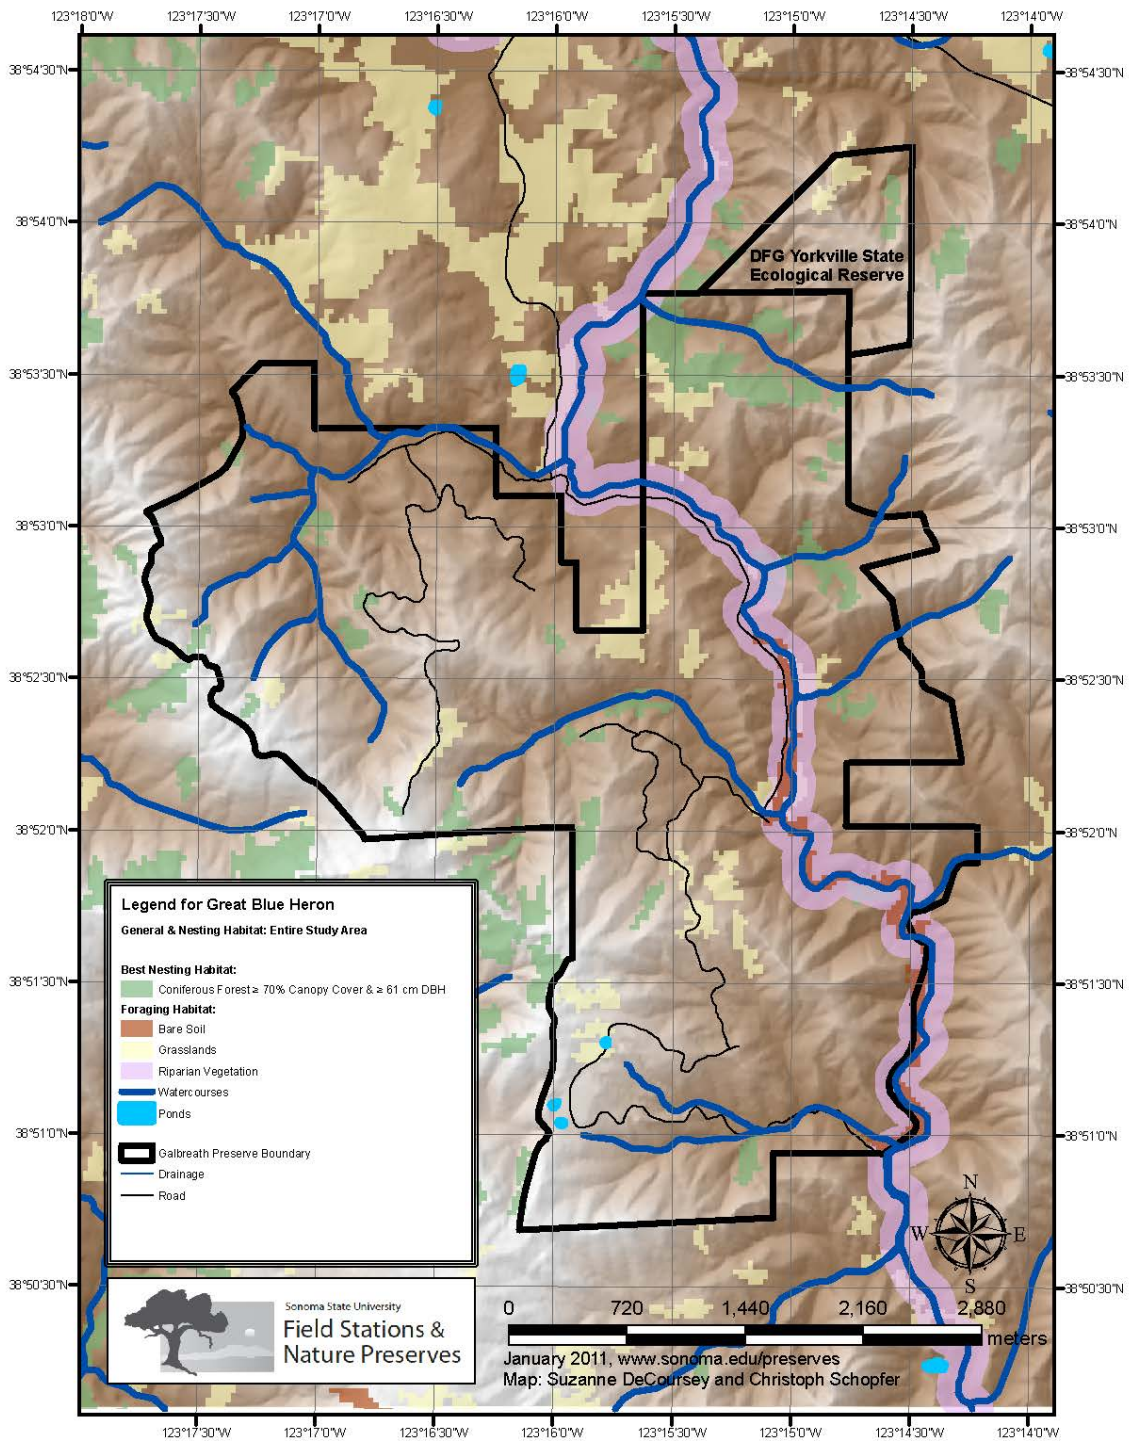 123°18'0"W 123°17'30"W 123°17'0"W 123°16'30"W 123°16'0"W 123°15'30"W 123°15'0"W 123°14'30"W 123°14'0"W
38°54'30"N 38°54'30"N
38°54'0"N 38°54'0"N
DFG Yorkville State
Ecological Reserve
38°53'30"N 38°53'30"N
38°53'0"N 38°53'0"N
38°52'30"N 38°52'30"N
38°52'0"N 38°52'0"N
Legend for Great Blue Heron
General & Nesting Habitat: Entire Study Area
Best Nesting Habitat:
Coniferous Forest ≥ 70% Canopy Cover & ≥ 61 cm DBH
Foraging Habitat:
Bare Soil
Grasslands
Riparian Vegetation
Watercourses
Ponds
Galbreath Preserve Boundary
Drainage
Road
38°51'30"N 38°51'30"N
38°51'0"N 38°51'0"N
38°50'30"N 38°50'30"N
N
W E
S
Sonoma State University
Field Stations &
Nature Preserves
0 720 1,440 2,160 2,880
meters
January 2011, www.sonoma.edu/preserves
Map: Suzanne DeCoursey and Christoph Schopfer
123°17'30"W 123°17'0"W 123°16'30"W 123°16'0"W 123°15'30"W 123°15'0"W 123°14'30"W 123°14'0"W